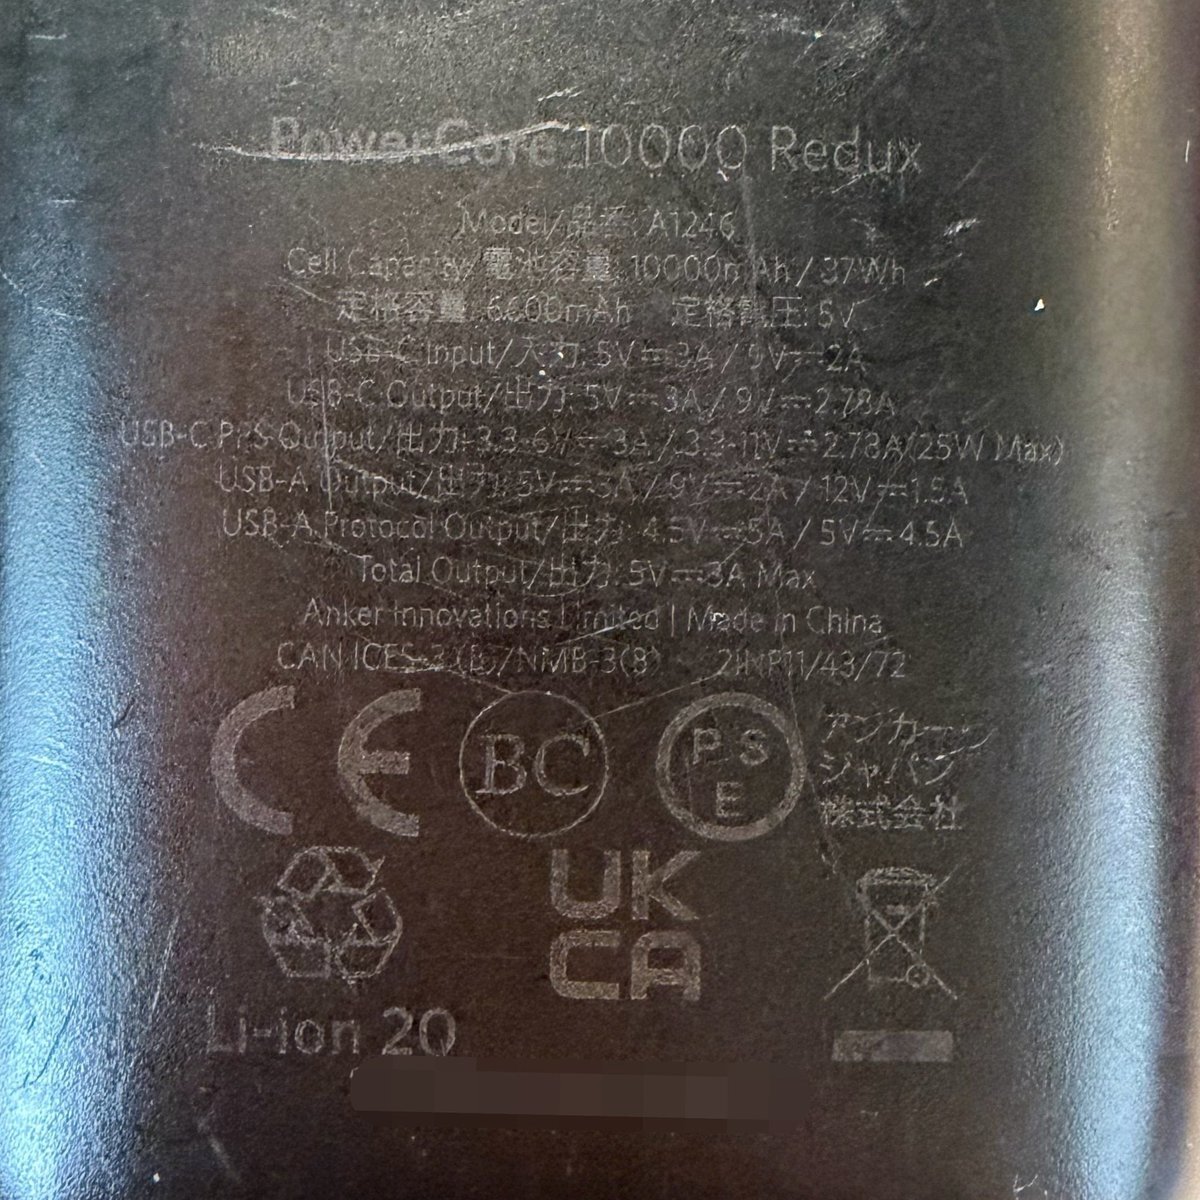 PowerCore 10000 Redux
Model/品番: A1246
Cell Capacity/電池容量: 10000mAh / 37Wh
定格容量: 6600mAh 定格電圧: 5V
USB-C Input/入力: 5V⎓3A / 9V⎓2A
USB-C Output/出力: 5V⎓3A / 9V⎓2.78A
USB-C PPS Output/出力: 3.3-6V⎓3A / 3.3-11V⎓2.78A(25W Max)
USB-A Output/出力: 5V⎓3A / 9V⎓2A / 12V⎓1.5A
USB-A Protocol Output/出力: 4.5V⎓5A / 5V⎓4.5A
Total Output/出力: 5V⎓3A Max
Anker Innovations Limited | Made in China
CAN ICES-3(B)/NMB-3(B) 2INP11/43/72
CE
BC
PSE
アンカー・
ジャパン
株式会社
UK
CA
Li-ion 20